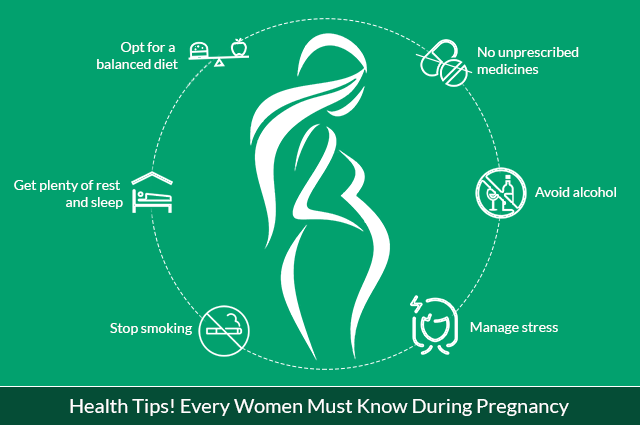 Opt for a
balanced diet
No unprescribed
medicines
Get plenty of rest
and sleep
Avoid alcohol
Stop smoking
Manage stress
Health Tips! Every Women Must Know During Pregnancy